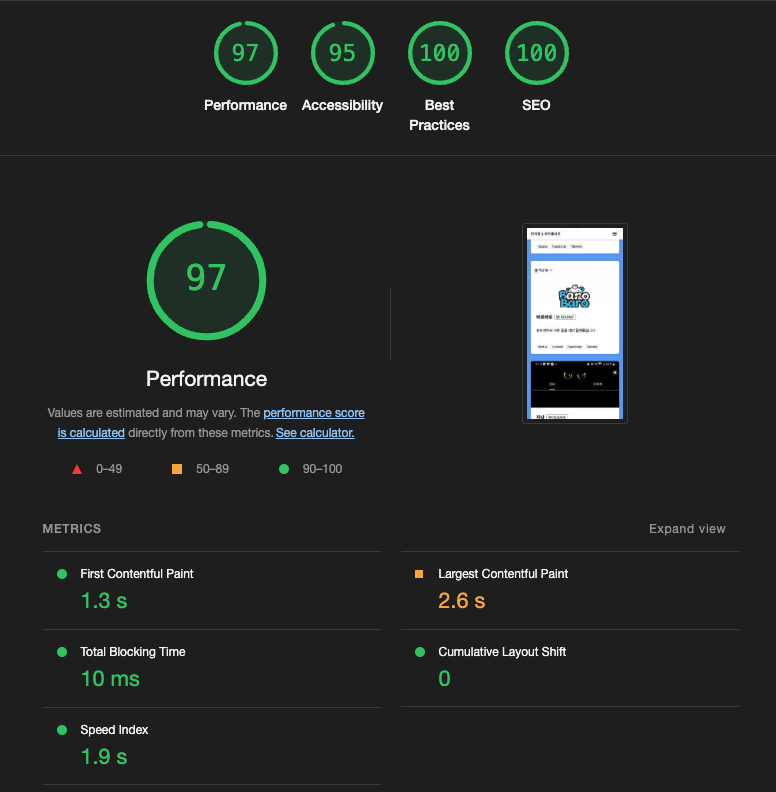 97
95
100
100
Performance
Accessibility
Best
Practices
SEO
97
Performance
Values are estimated and may vary. The performance score
is calculated directly from these metrics. See calculator.
0–49
50–89
90–100
Bano
Baro
METRICS
Expand view
First Contentful Paint
1.3 s
Largest Contentful Paint
2.6 s
Total Blocking Time
10 ms
Cumulative Layout Shift
0
Speed Index
1.9 s